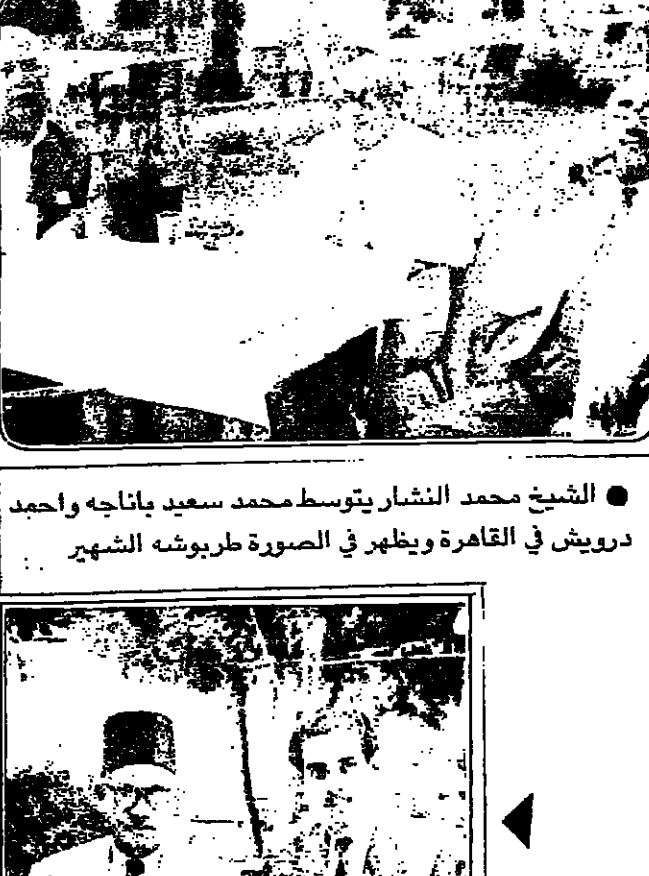 ● الشيخ محمد النشار يتوسط محمد سعيد باناجه واحمد
درويش في القاهرة ويظهر في الصورة طربوشه الشهير